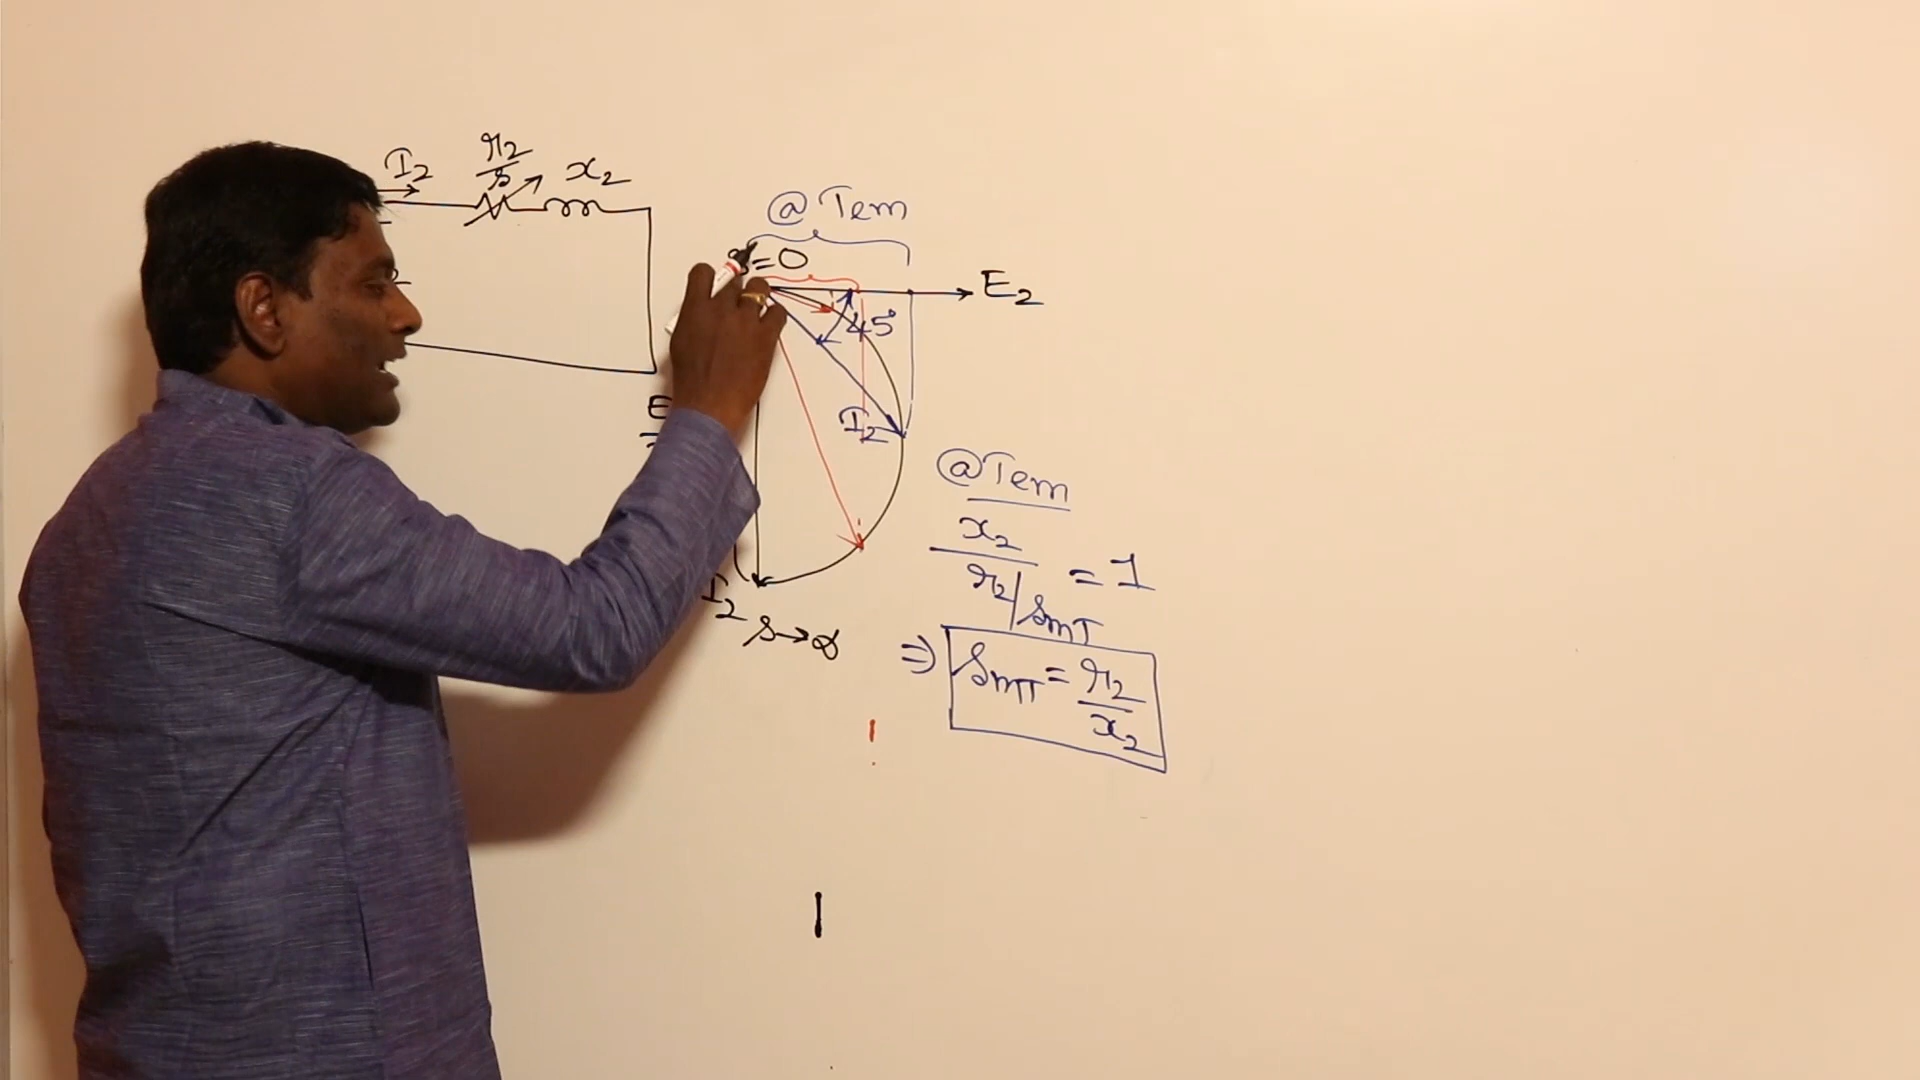 I₂
r₂/s
x₂
@ Tem
s=0
E₂
45°
I₂
E
@Tem
x₂
r₂/smT = 1
I₂
s→∞
⇒ smT = r₂/x₂